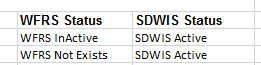 WFRS Status SDWIS Status
WFRS InActive SDWIS Active
WFRS Not Exists SDWIS Active